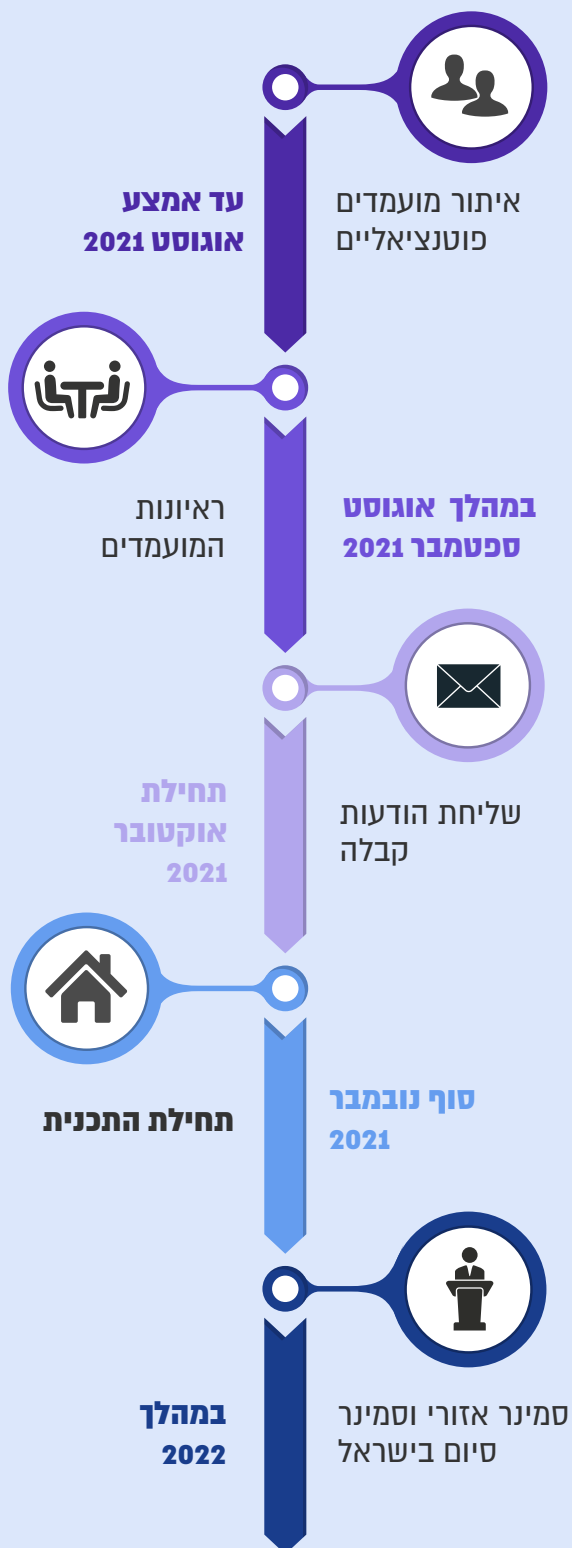 איתור מועמדים
פוטנציאליים
עד אמצע
אוגוסט 2021
ראיונות
המועמדים
במהלך אוגוסט
ספטמבר 2021
שליחת הודעות
קבלה
תחילת
אוקטובר
2021
תחילת התכנית
סוף נובמבר
2021
סמינר אזורי וסמינר
סיום בישראל
במהלך
2022